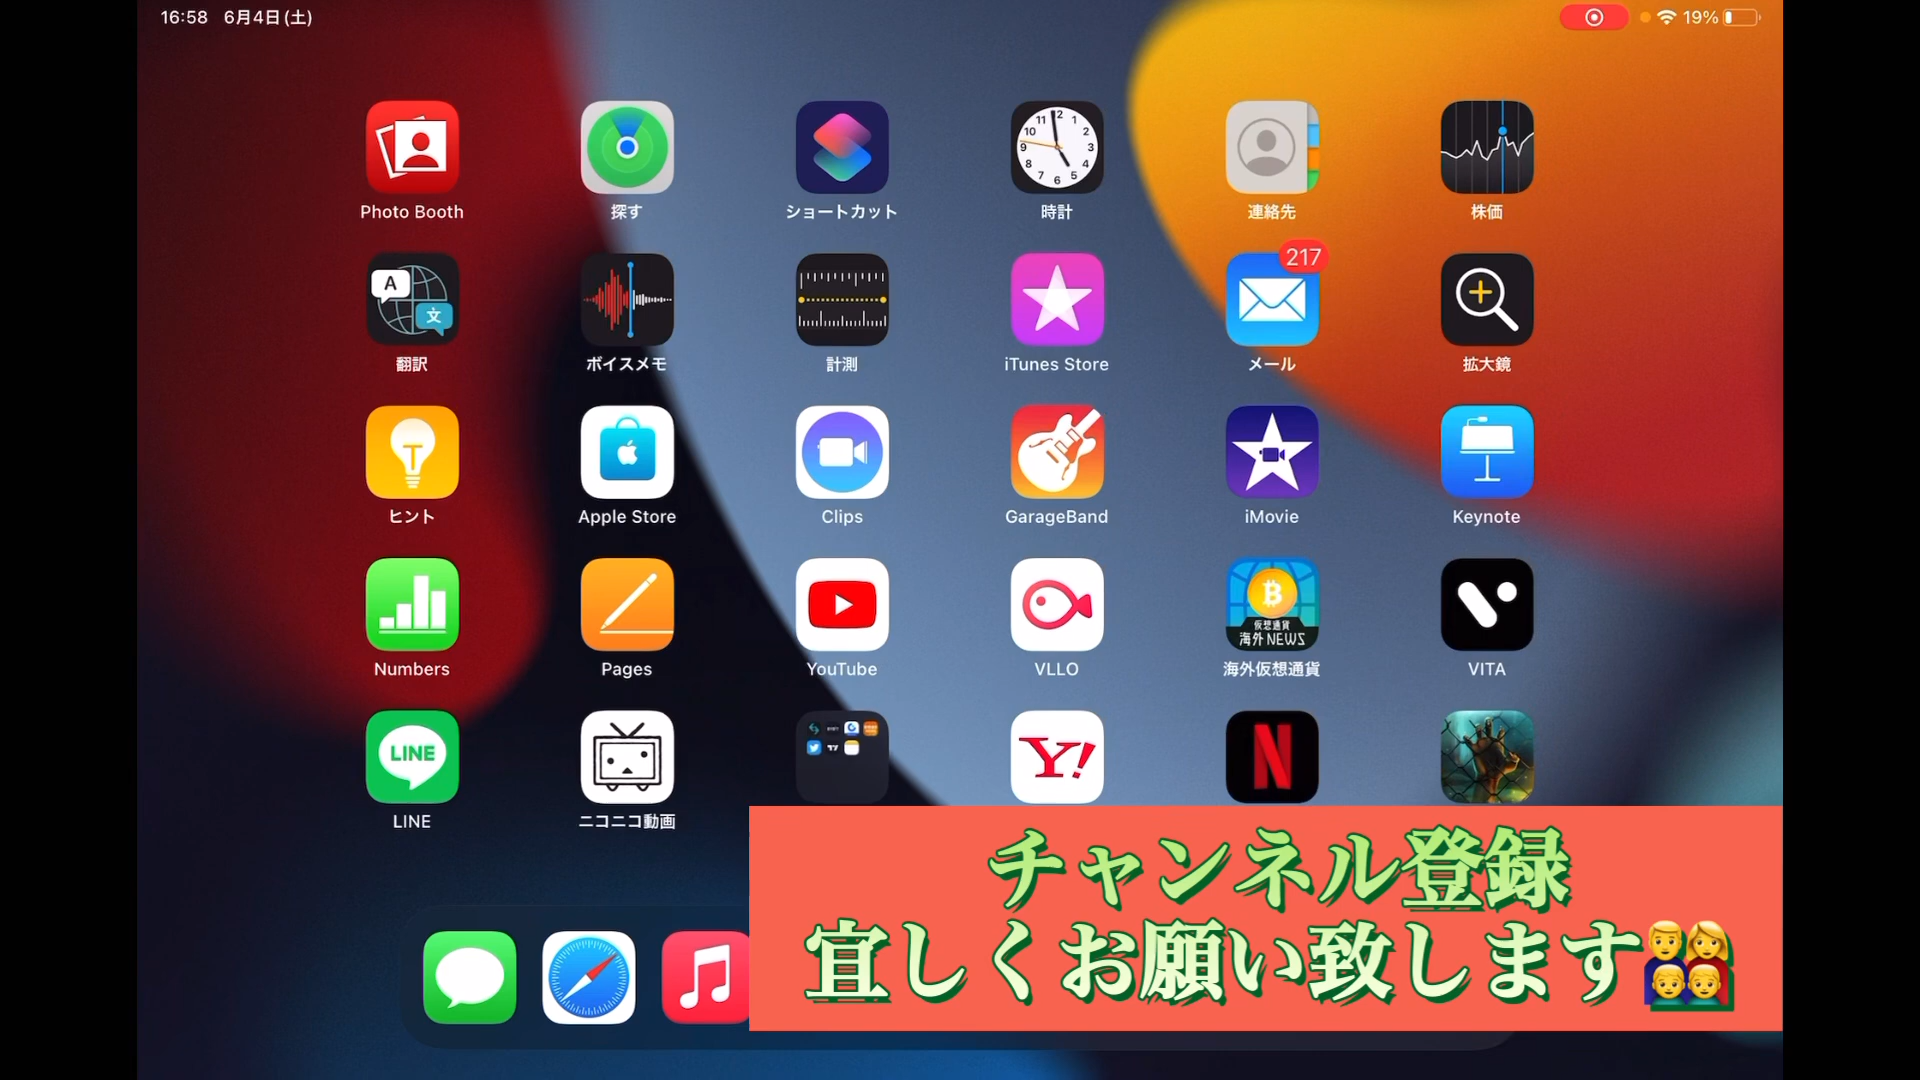 16:58 6月4日(土)
19%
Photo Booth
探す
ショートカット
時計
連絡先
株価
217
翻訳
ボイスメモ
計測
iTunes Store
メール
拡大鏡
ヒント
Apple Store
Clips
GarageBand
iMovie
Keynote
仮想通貨
海外NEWS
Numbers
Pages
YouTube
VLLO
海外仮想通貨
VITA
LINE
Y!
N
LINE
ニコニコ動画
チャンネル登録
宜しくお願い致します